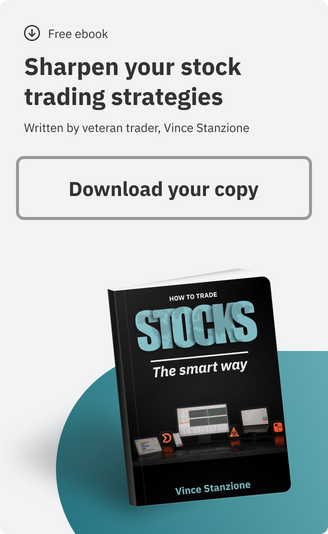 Free ebook
Sharpen your stock
trading strategies
Written by veteran trader, Vince Stanzione
Download your copy
HOW TO TRADE
STOCKS
The smart way
Vince Stanzione